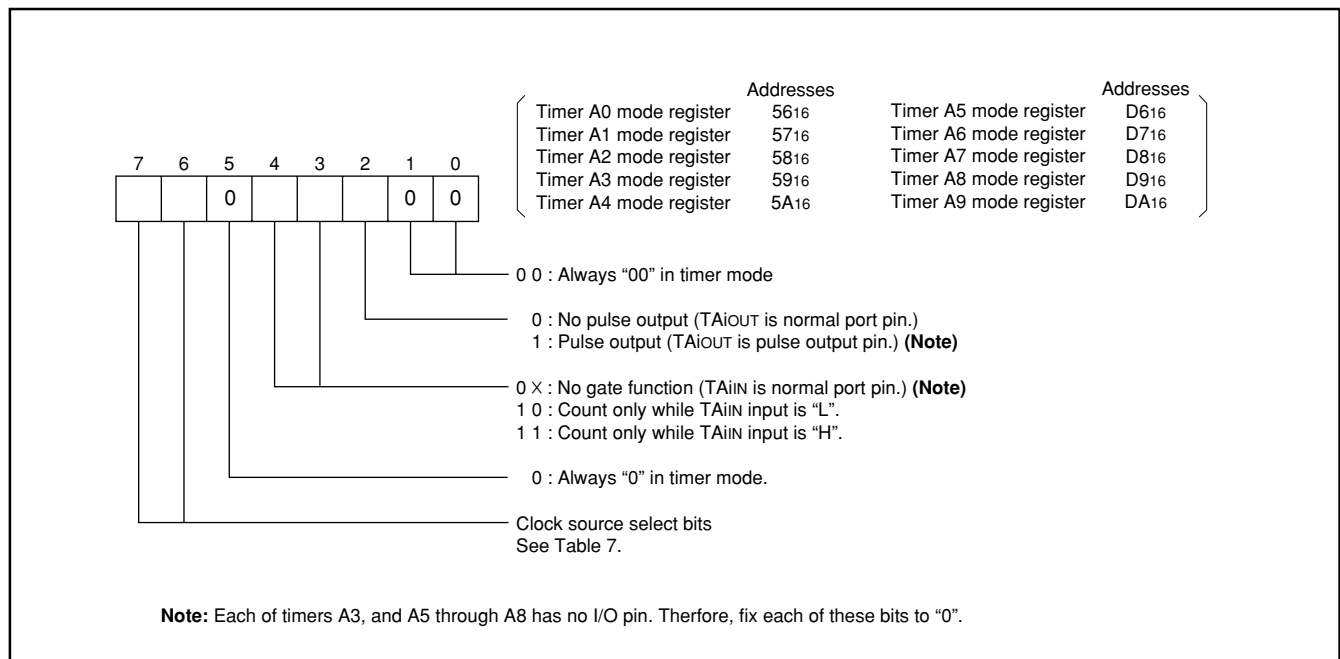 Addresses Addresses
Timer A0 mode register 5616 Timer A5 mode register D616
Timer A1 mode register 5716 Timer A6 mode register D716
Timer A2 mode register 5816 Timer A7 mode register D816
Timer A3 mode register 5916 Timer A8 mode register D916
Timer A4 mode register 5A16 Timer A9 mode register DA16
7 6 5 4 3 2 1 0
0 0 0
0 0 : Always “00” in timer mode
0 : No pulse output (TAiOUT is normal port pin.)
1 : Pulse output (TAiOUT is pulse output pin.) (Note)
0 X : No gate function (TAiIN is normal port pin.) (Note)
1 0 : Count only while TAiIN input is “L”.
1 1 : Count only while TAiIN input is “H”.
0 : Always “0” in timer mode.
Clock source select bits
See Table 7.
Note: Each of timers A3, and A5 through A8 has no I/O pin. Therfore, fix each of these bits to “0”.